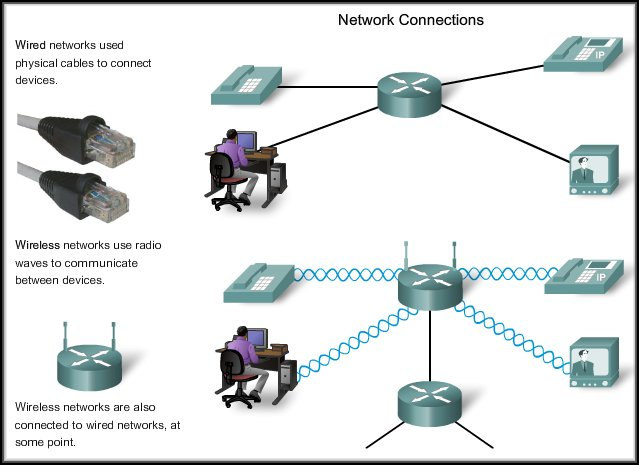 Network Connections
Wired networks used
physical cables to connect
devices.
IP
Wireless networks use radio
waves to communicate
between devices.
IP
Wireless networks are also
connected to wired networks, at
some point.